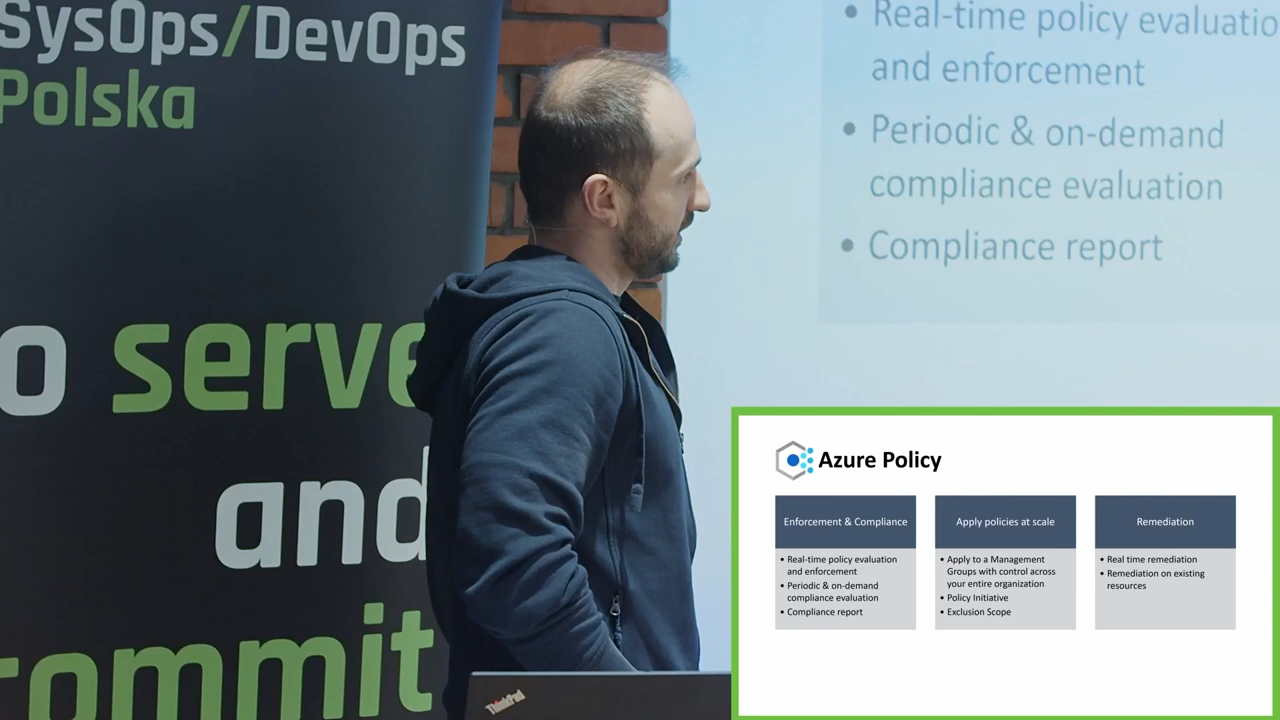 SysOps/DevOps
Polska
o serve
and
commit
Real-time policy evaluatio
and enforcement
Periodic & on-demand
compliance evaluation
Compliance report
ThinkPad
Azure Policy
Enforcement & Compliance
• Real-time policy evaluation
and enforcement
• Periodic & on-demand
compliance evaluation
• Compliance report
Apply policies at scale
• Apply to a Management
Groups with control across
your entire organization
• Policy Initiative
• Exclusion Scope
Remediation
• Real time remediation
• Remediation on existing
resources